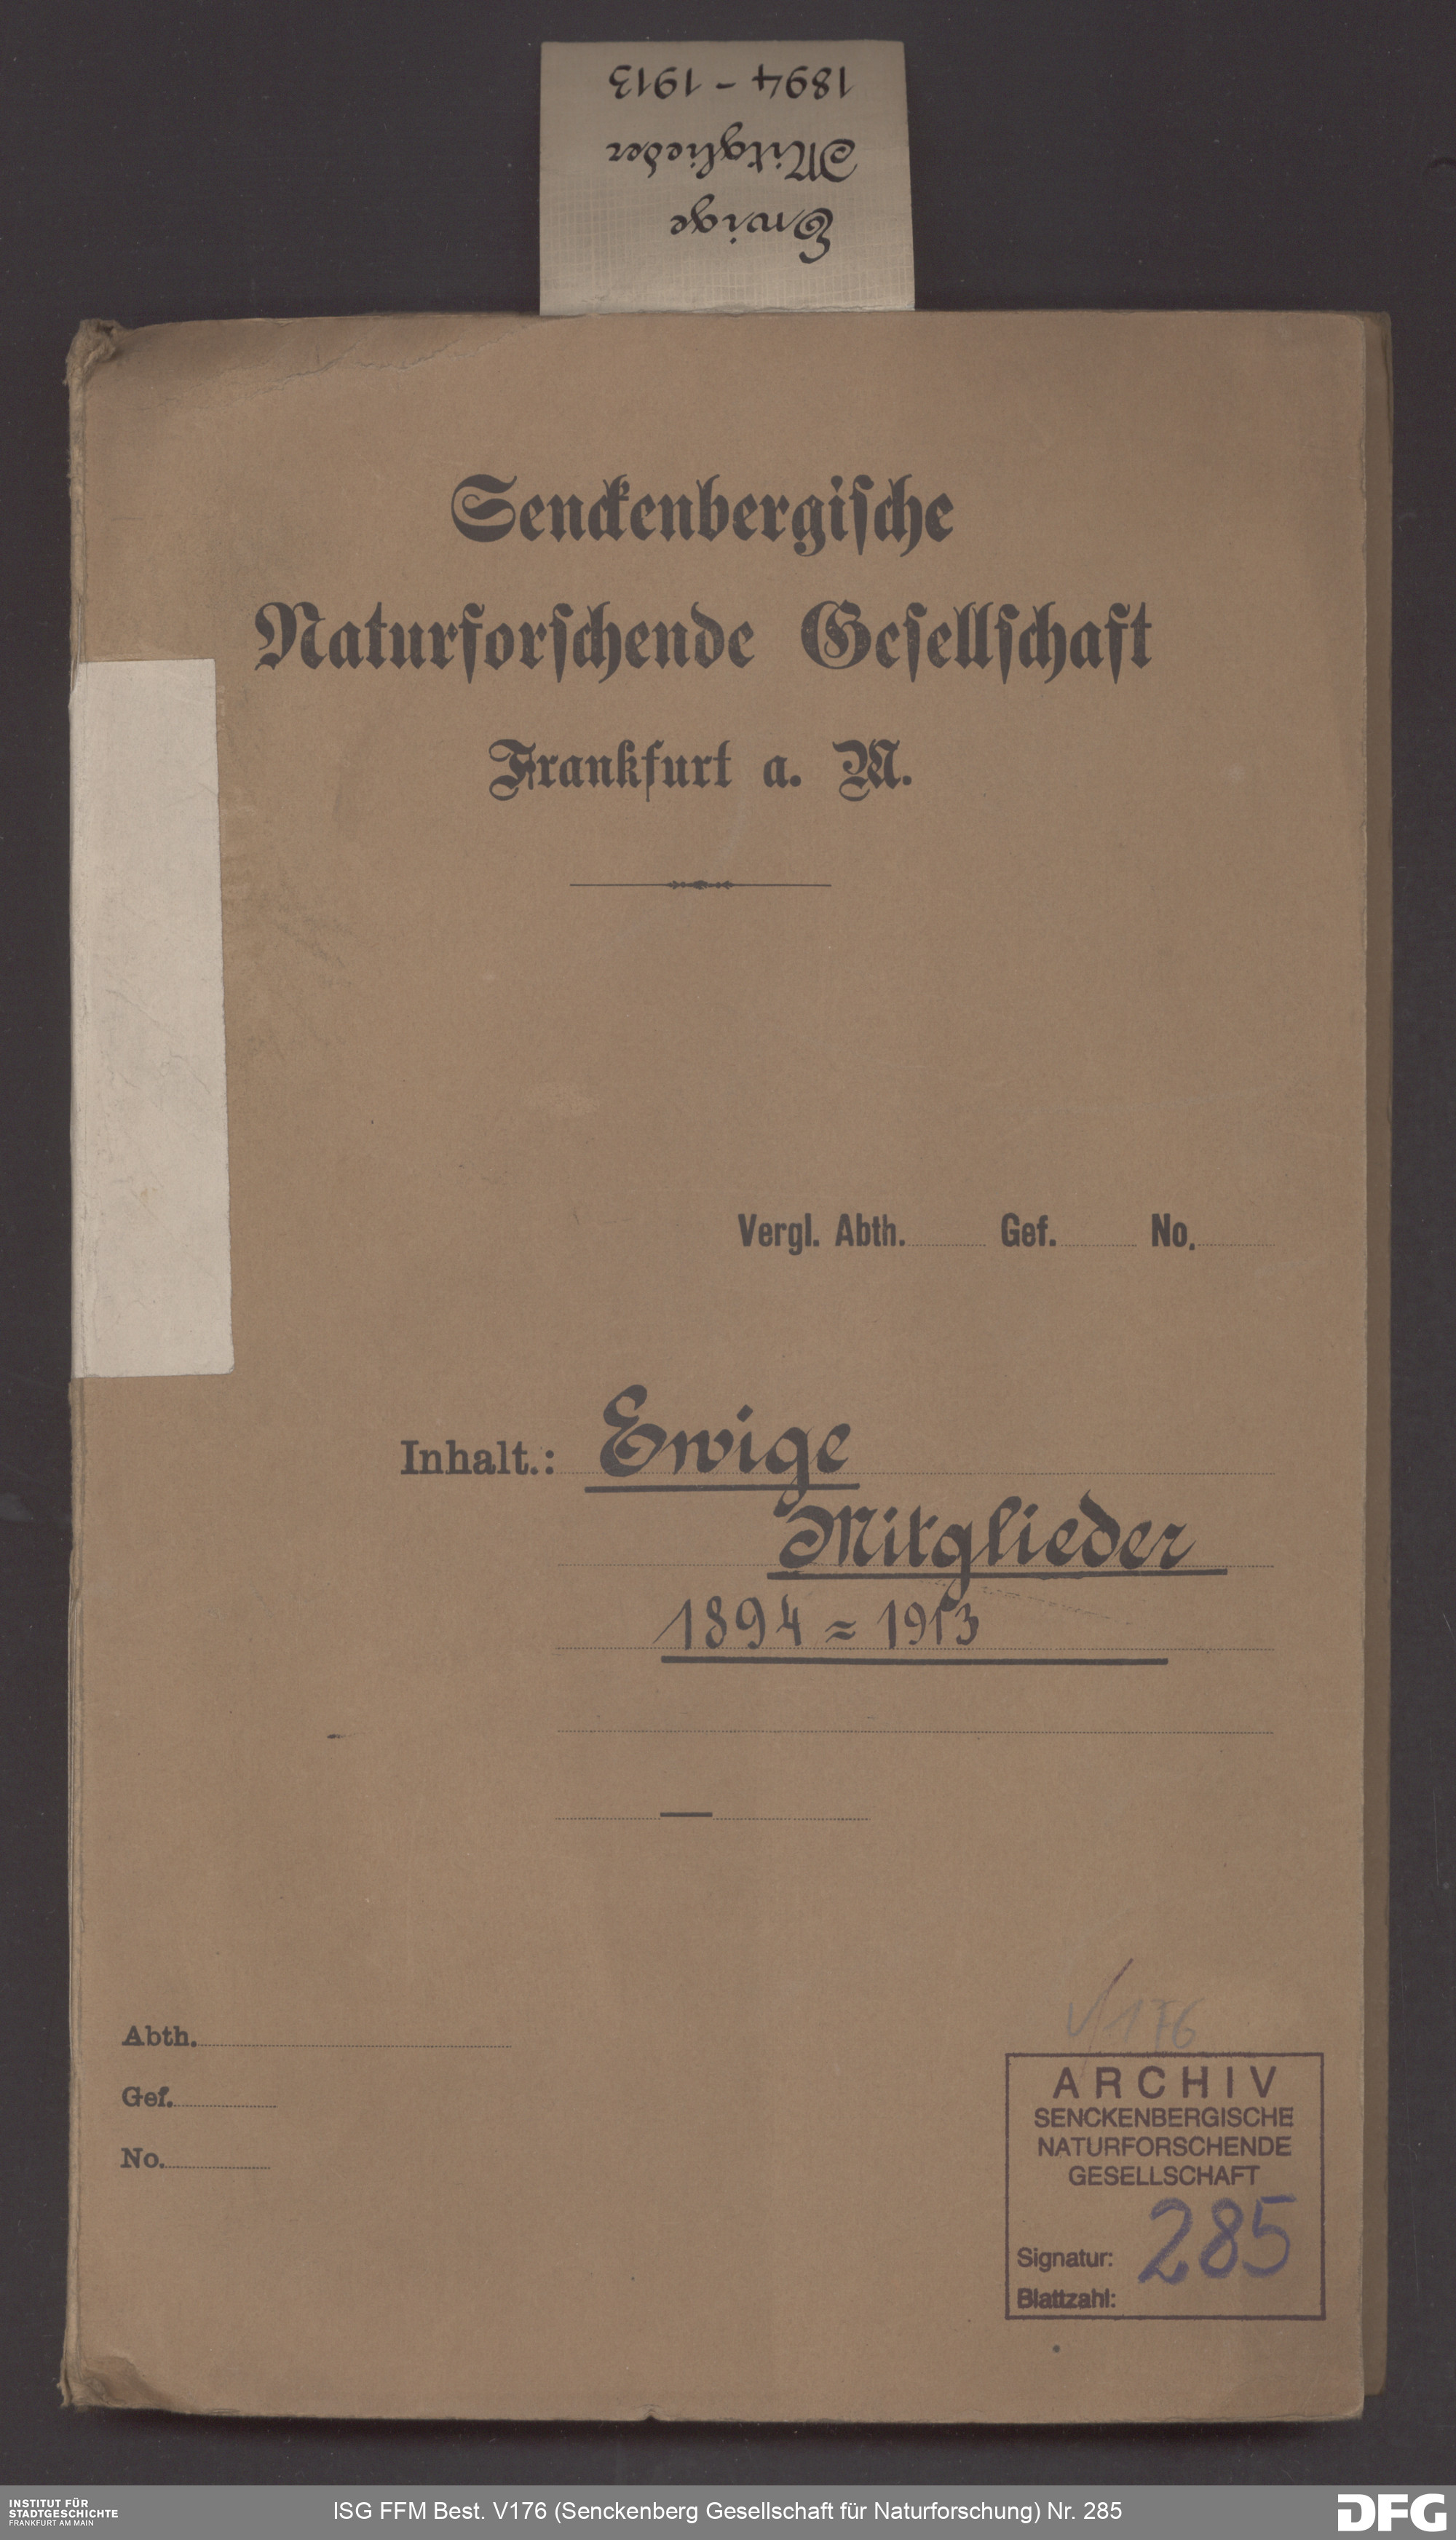 Ewige
Mitglieder
1894 - 1913
Senckenbergische
Naturforschende Gesellschaft
Frankfurt a. M.
Vergl. Abth. Gef. No.
Inhalt.: Ewige
Mitglieder
1894 = 1913
Abth.
Gef.
No.
V/176
ARCHIV
SENCKENBERGISCHE
NATURFORSCHENDE
GESELLSCHAFT
Signatur: 285
Blattzahl:
INSTITUT FÜR
STADTGESCHICHTE
FRANKFURT AM MAIN
ISG FFM Best. V176 (Senckenberg Gesellschaft für Naturforschung) Nr. 285
DFG